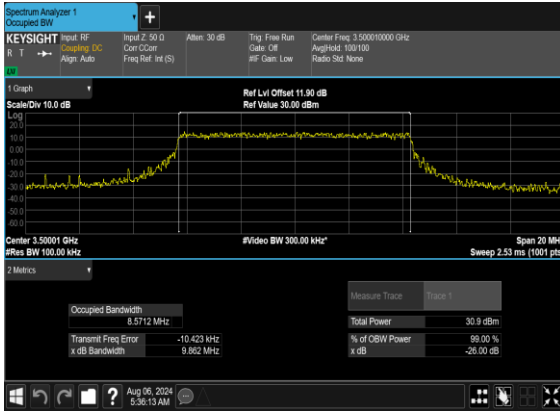 Spectrum Analyzer 1
Occupied BW
KEYSIGHT
R T
Input: RF
Coupling: DC
Align: Auto
Input Z: 50 Ω
Corr CCorr
Freq Ref: Int (S)
Atten: 30 dB
Trig: Free Run
Gate: Off
#IF Gain: Low
Center Freq: 3.500010000 GHz
Avg|Hold: 100/100
Radio Std: None
1 Graph
Scale/Div 10.0 dB
Ref Lvl Offset 11.90 dB
Ref Value 30.00 dBm
Log
20.0
10.0
0.00
-10.0
-20.0
-30.0
-40.0
-50.0
-60.0
Center 3.50001 GHz
#Res BW 100.00 kHz
#Video BW 300.00 kHz*
Span 20 MH
Sweep 2.53 ms (1001 pts
2 Metrics
Measure Trace
Trace 1
Occupied Bandwidth
8.5712 MHz
Total Power
30.9 dBm
Transmit Freq Error
-10.423 kHz
% of OBW Power
99.00 %
x dB Bandwidth
9.862 MHz
x dB
-26.00 dB
Aug 06, 2024
5:36:13 AM